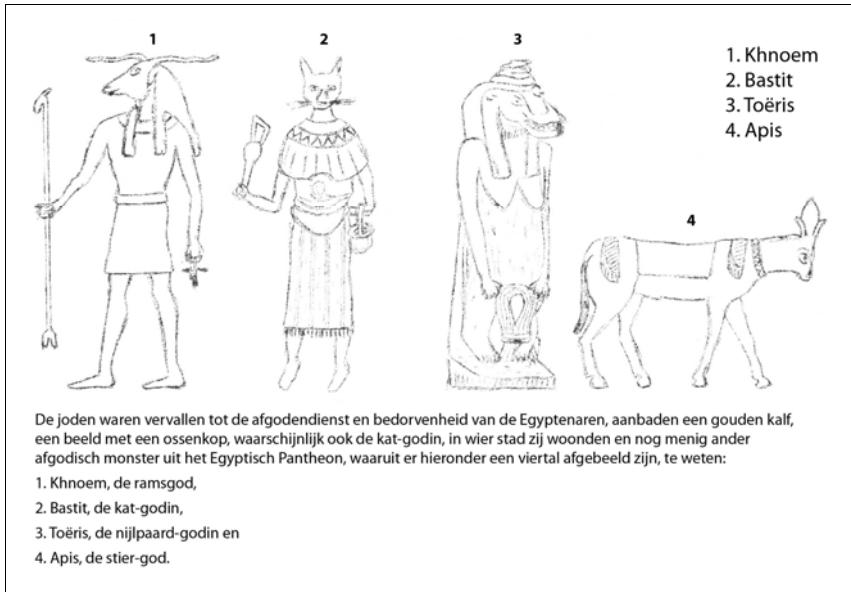 1
2
3
1. Khnoem
2. Bastit
3. Toëris
4. Apis
4
De joden waren vervallen tot de afgodendienst en bedorvenheid van de Egyptenaren, aanbaden een gouden kalf,
een beeld met een ossenkop, waarschijnlijk ook de kat-godin, in wier stad zij woonden en nog menig ander
afgodisch monster uit het Egyptisch Pantheon, waaruit er hieronder een viertal afgebeeld zijn, te weten:
1. Khnoem, de ramsgod,
2. Bastit, de kat-godin,
3. Toëris, de nijlpaard-godin en
4. Apis, de stier-god.